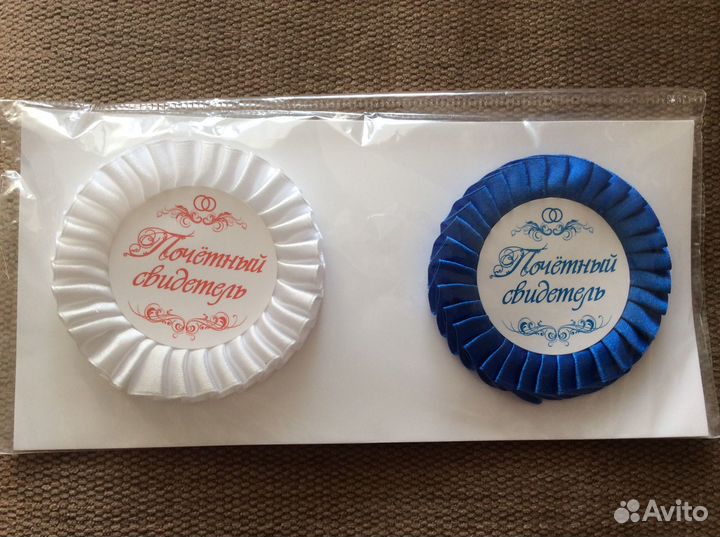 Почётный
свидетель
Почётный
свидетель
Avito